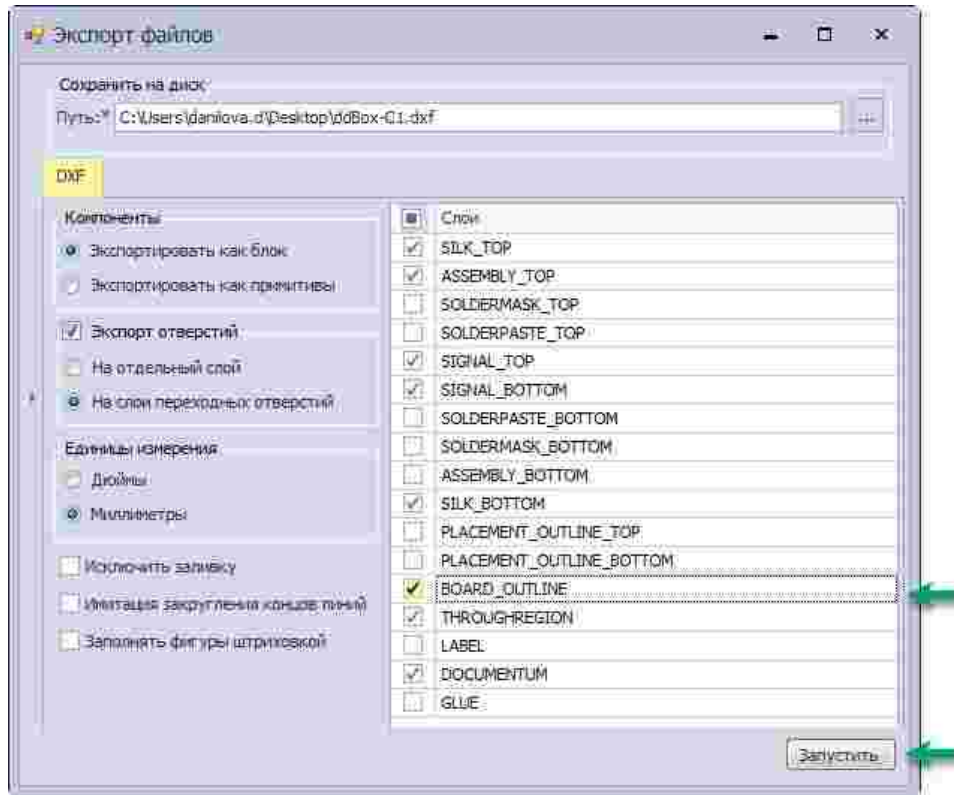 Экспорт файлов
Сохранить на диск
Путь:* C:\Users\danilova.d\Desktop\ddBox-C1.dxf ...
DXF
Компоненты
Экспортировать как блок
Экспортировать как примитивы
Экспорт отверстий
На отдельный слой
На слои переходных отверстий
Единицы измерения
Дюймы
Миллиметры
Исключить заливку
Имитация закругления концов линий
Заполнять фигуры штриховкой
Слои
SILK_TOP
ASSEMBLY_TOP
SOLDERMASK_TOP
SOLDERPASTE_TOP
SIGNAL_TOP
SIGNAL_BOTTOM
SOLDERPASTE_BOTTOM
SOLDERMASK_BOTTOM
ASSEMBLY_BOTTOM
SILK_BOTTOM
PLACEMENT_OUTLINE_TOP
PLACEMENT_OUTLINE_BOTTOM
BOARD_OUTLINE
THROUGHREGION
LABEL
DOCUMENTUM
GLUE
Запустить